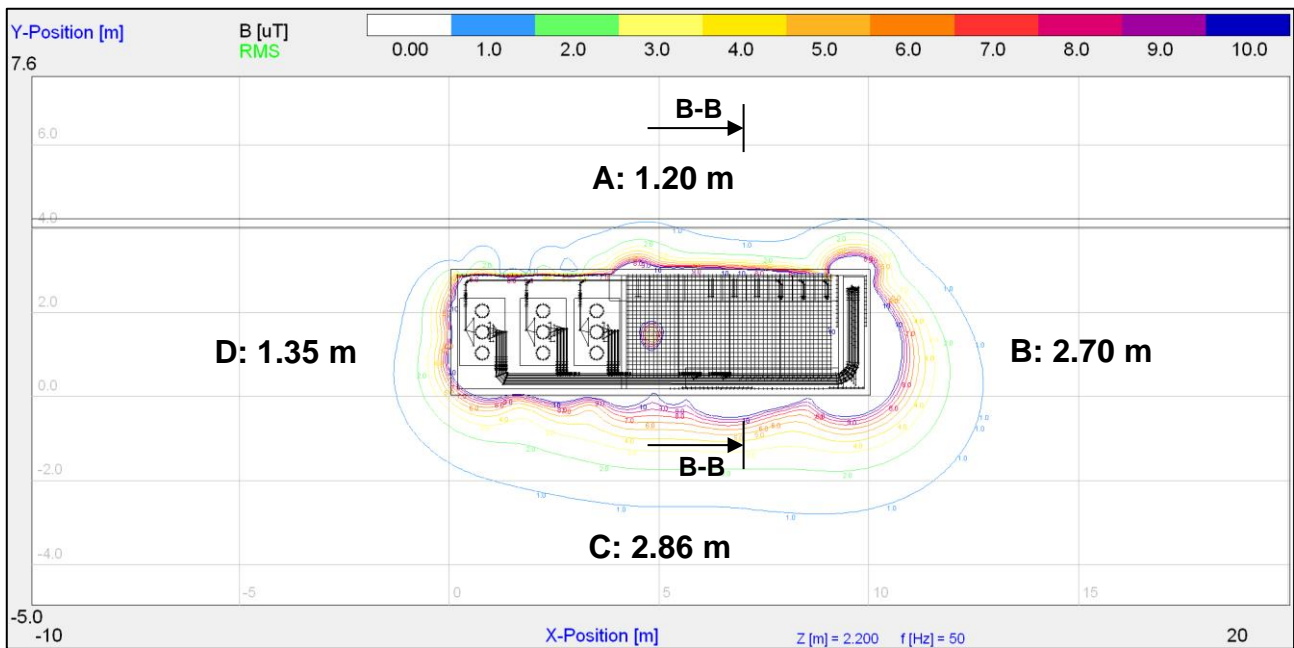 Y-Position [m]
B [uT]
RMS
0.00 1.0 2.0 3.0 4.0 5.0 6.0 7.0 8.0 9.0 10.0
7.6
B-B
6.0
A: 1.20 m
4.0
2.0
D: 1.35 m
B: 2.70 m
0.0
B-B
-2.0
C: 2.86 m
-4.0
-5 0 5 10 15
-5.0
-10
X-Position [m]
Z [m] = 2.200 f [Hz] = 50
20